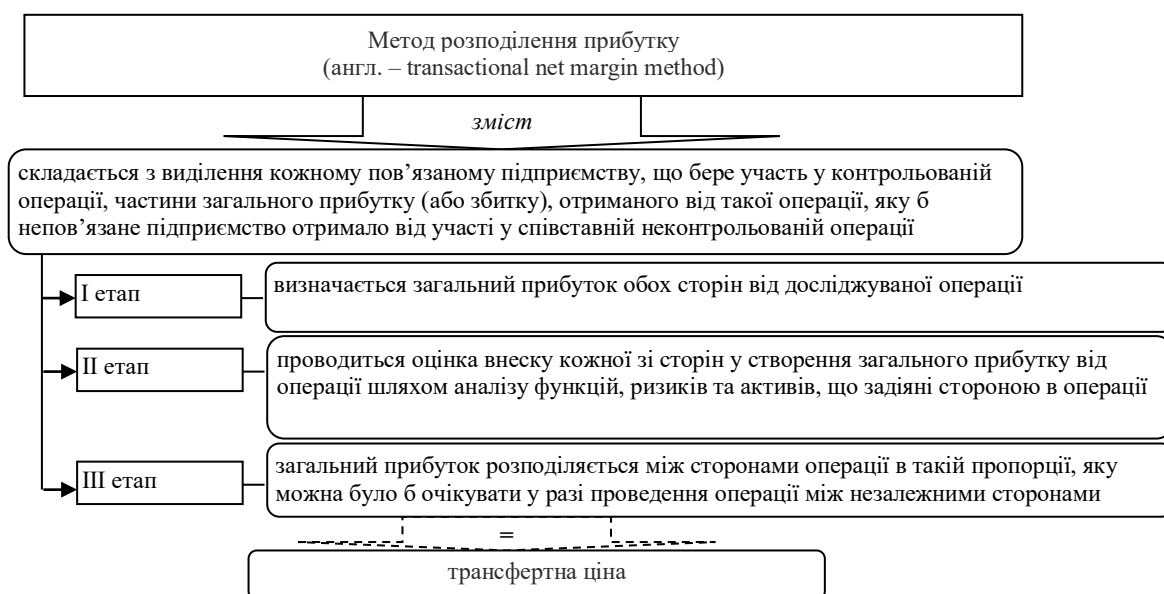 Метод розподілення прибутку
(англ. – transactional net margin method)
зміст
складається з виділення кожному пов’язаному підприємству, що бере участь у контрольованій
операції, частини загального прибутку (або збитку), отриманого від такої операції, яку б
непов’язане підприємство отримало від участі у співставній неконтрольованій операції
І етап
визначається загальний прибуток обох сторін від досліджуваної операції
ІІ етап
проводиться оцінка внеску кожної зі сторін у створення загального прибутку від
операції шляхом аналізу функцій, ризиків та активів, що задіяні стороною в операції
ІІІ етап
загальний прибуток розподіляється між сторонами операції в такій пропорції, яку
можна було б очікувати у разі проведення операції між незалежними сторонами
=
трансфертна ціна